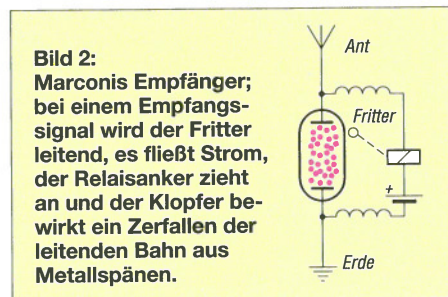 Bild 2:
Marconis Empfänger;
bei einem Empfangs-
signal wird der Fritter
leitend, es fließt Strom,
der Relaisanker zieht
an und der Klopfer be-
wirkt ein Zerfallen der
leitenden Bahn aus
Metallspänen.
Ant
Fritter
+
Erde